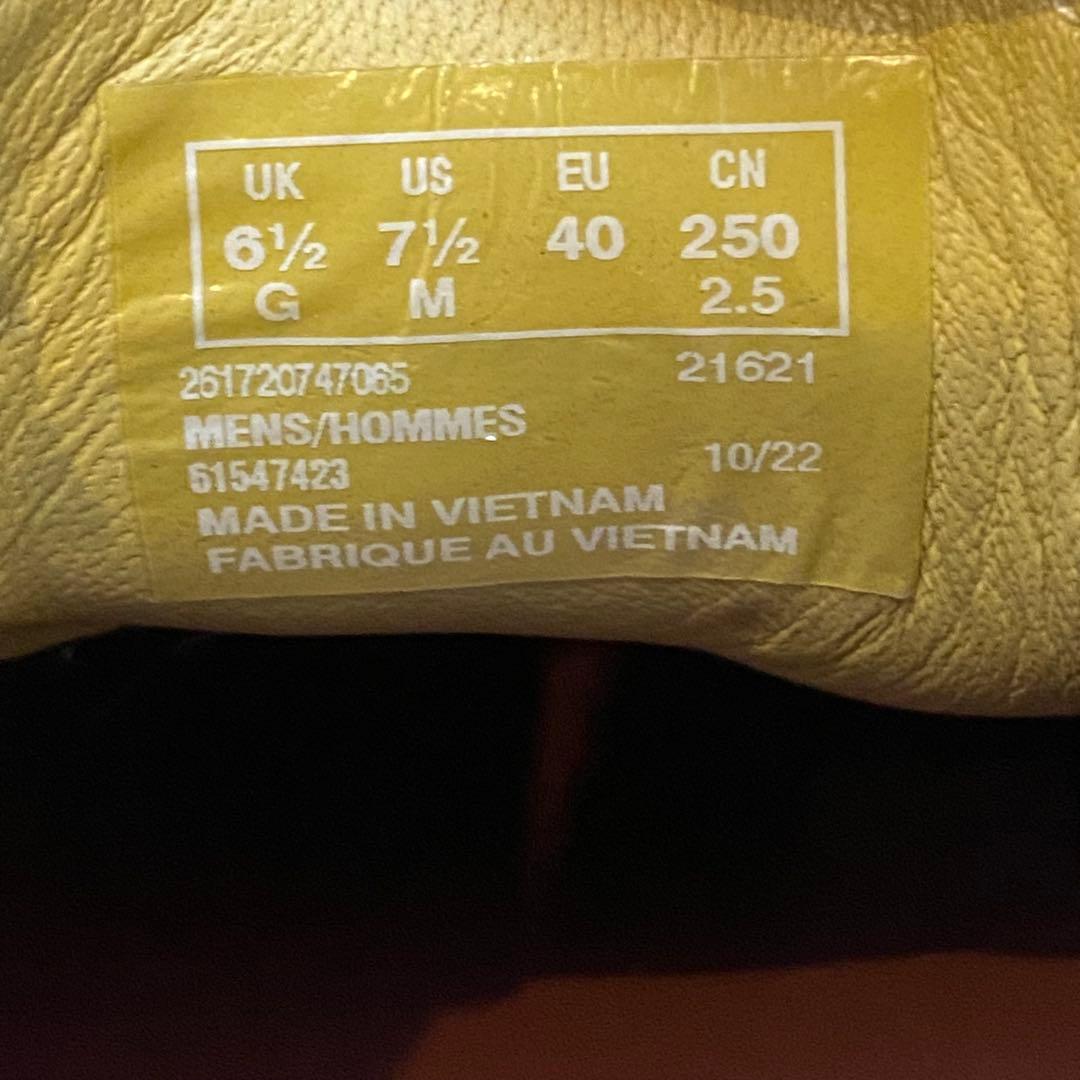 UK US EU CN
6½ 7½ 40 250
G M 2.5
261720747065 21621
MENS/HOMMES
61547423 10/22
MADE IN VIETNAM
FABRIQUE AU VIETNAM